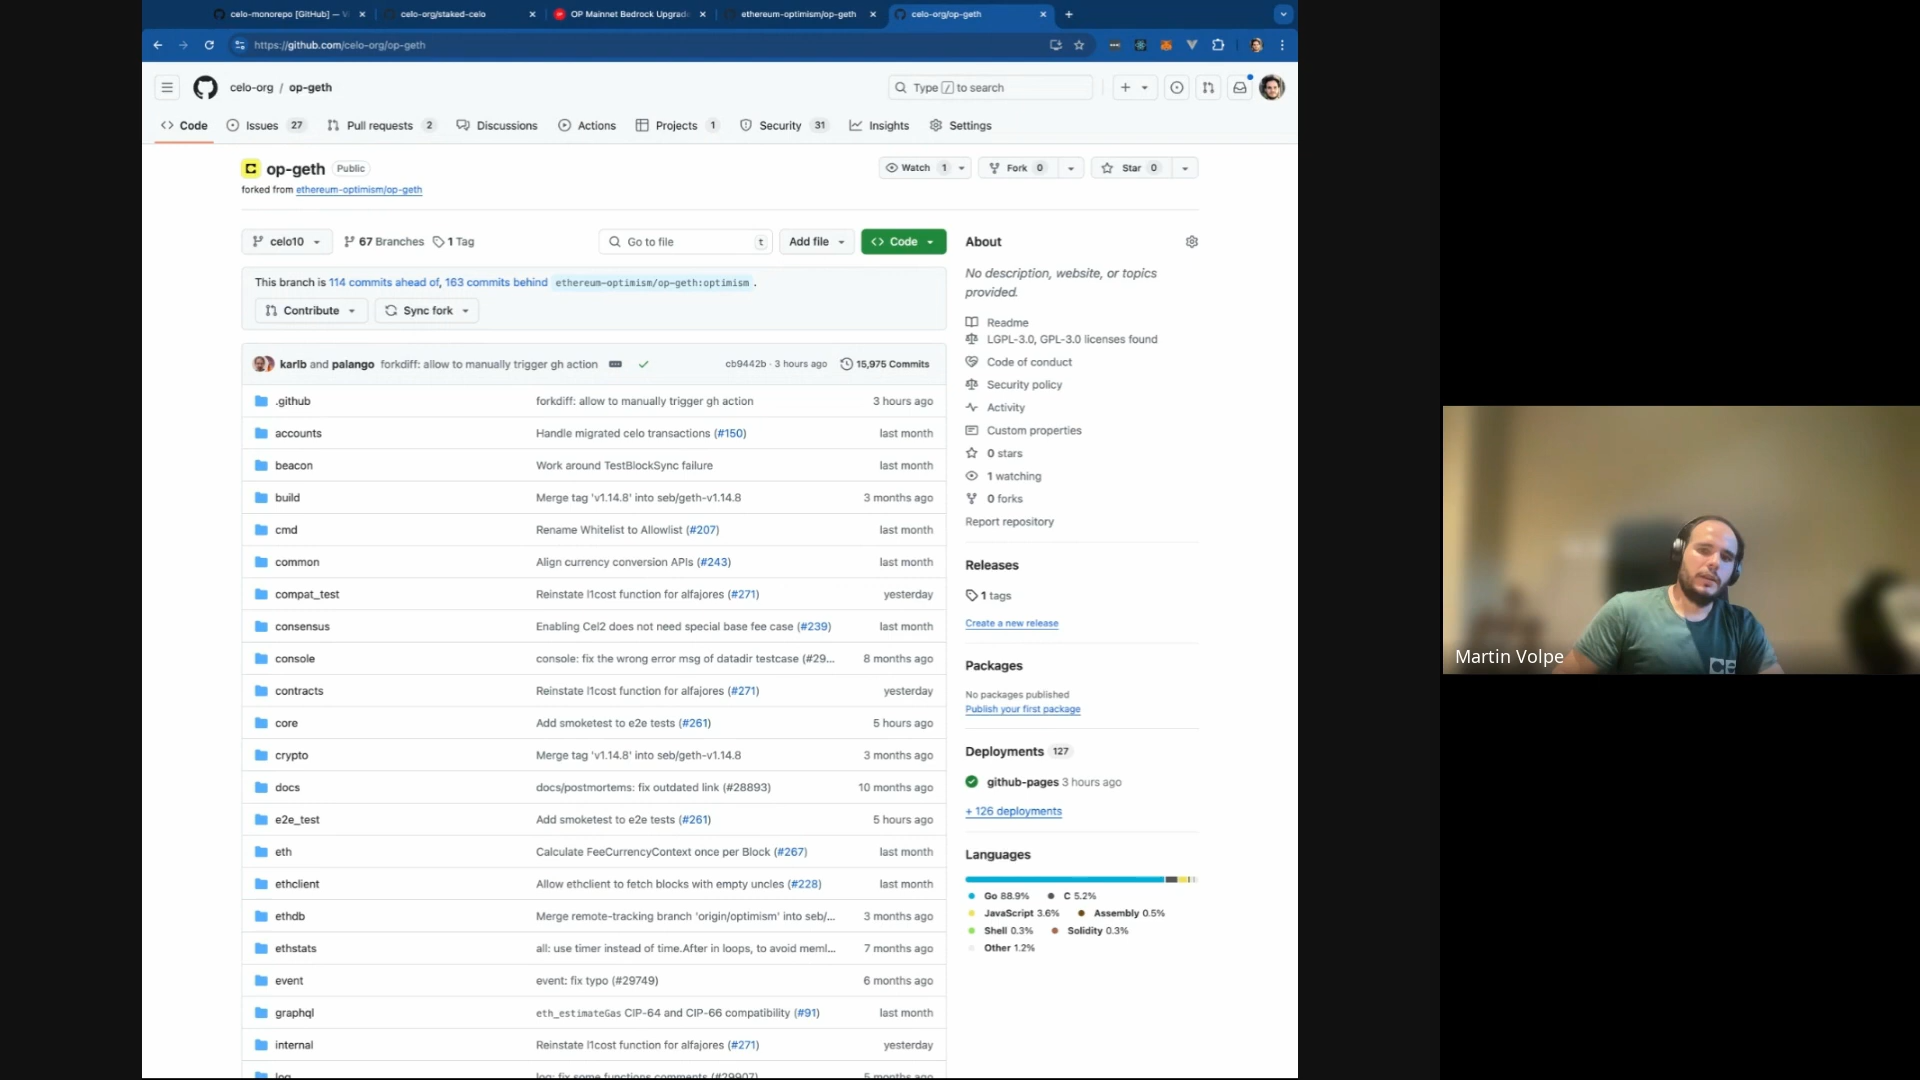 celo-monorepo [GitHub] — V
celo-org/staked-celo
OP Mainnet Bedrock Upgrade
ethereum-optimism/op-geth
celo-org/op-geth
https://github.com/celo-org/op-geth
celo-org / op-geth
Type / to search
Code
Issues 27
Pull requests 2
Discussions
Actions
Projects 1
Security 31
Insights
Settings
op-geth Public
forked from ethereum-optimism/op-geth
Watch 1
Fork 0
Star 0
celo10
67 Branches
1 Tag
Go to file t
Add file
Code
This branch is 114 commits ahead of, 163 commits behind ethereum-optimism/op-geth:optimism .
Contribute
Sync fork
karlb and palango forkdiff: allow to manually trigger gh action cb9442b · 3 hours ago 15,975 Commits
.github forkdiff: allow to manually trigger gh action 3 hours ago
accounts Handle migrated celo transactions (#150) last month
beacon Work around TestBlockSync failure last month
build Merge tag 'v1.14.8' into seb/geth-v1.14.8 3 months ago
cmd Rename Whitelist to Allowlist (#207) last month
common Align currency conversion APIs (#243) last month
compat_test Reinstate l1cost function for alfajores (#271) yesterday
consensus Enabling Cel2 does not need special base fee case (#239) last month
console console: fix the wrong error msg of datadir testcase (#29... 8 months ago
contracts Reinstate l1cost function for alfajores (#271) yesterday
core Add smoketest to e2e tests (#261) 5 hours ago
crypto Merge tag 'v1.14.8' into seb/geth-v1.14.8 3 months ago
docs docs/postmortems: fix outdated link (#28893) 10 months ago
e2e_test Add smoketest to e2e tests (#261) 5 hours ago
eth Calculate FeeCurrencyContext once per Block (#267) last month
ethclient Allow ethclient to fetch blocks with empty uncles (#228) last month
ethdb Merge remote-tracking branch 'origin/optimism' into seb/... 3 months ago
ethstats all: use timer instead of time.After in loops, to avoid meml... 7 months ago
event event: fix typo (#29749) 6 months ago
graphql eth_estimateGas CIP-64 and CIP-66 compatibility (#91) last month
internal Reinstate l1cost function for alfajores (#271) yesterday
log log: fix some functions comments (#29907) 5 months ago
About
No description, website, or topics
provided.
Readme
LGPL-3.0, GPL-3.0 licenses found
Code of conduct
Security policy
Activity
Custom properties
0 stars
1 watching
0 forks
Report repository
Releases
1 tags
Create a new release
Packages
No packages published
Publish your first package
Deployments 127
github-pages 3 hours ago
+ 126 deployments
Languages
Go 88.9% C 5.2%
JavaScript 3.6% Assembly 0.5%
Shell 0.3% Solidity 0.3%
Other 1.2%
Martin Volpe